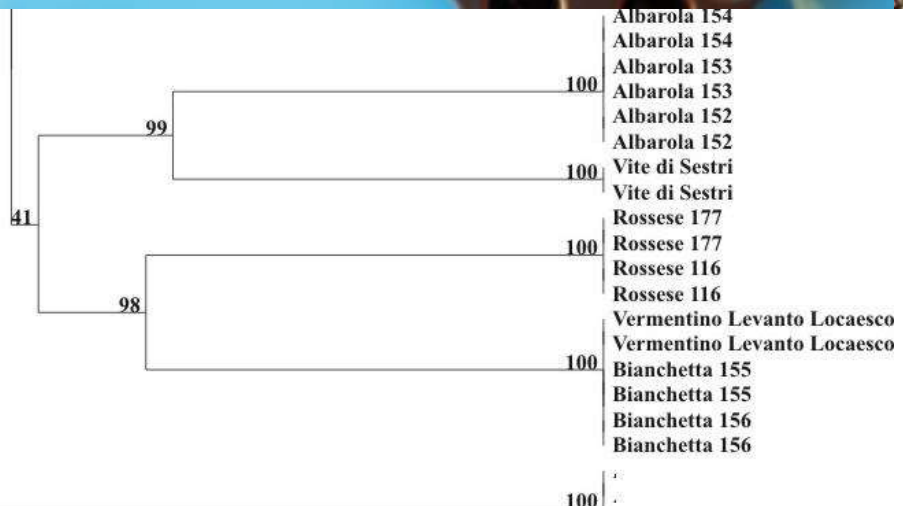 Albarola 154
Albarola 154
Albarola 153
100
Albarola 153
Albarola 152
99
Albarola 152
Vite di Sestri
100
Vite di Sestri
Rossese 177
41
Rossese 177
100
Rossese 116
Rossese 116
98
Vermentino Levanto Locaesco
Vermentino Levanto Locaesco
100
Bianchetta 155
Bianchetta 155
Bianchetta 156
Bianchetta 156
100